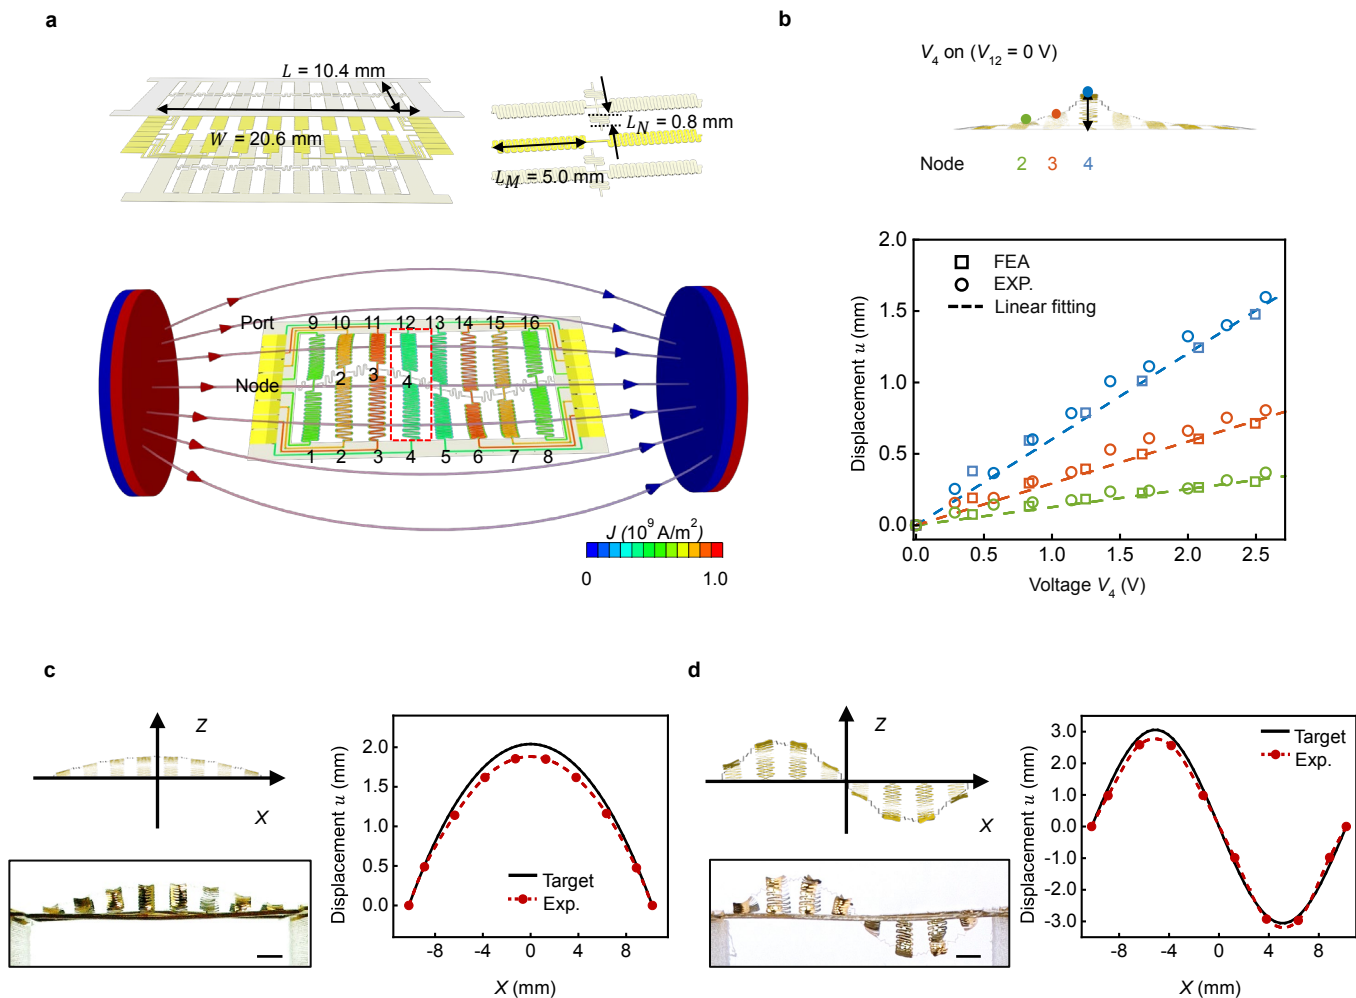 a
L = 10.4 mm
W = 20.6 mm
L_N = 0.8 mm
L_M = 5.0 mm
Port 9 10 11 12 13 14 15 16
Node 2 3 4
1 2 3 4 5 6 7 8
J (10^9 A/m^2)
0 1.0
b
V_4 on (V_12 = 0 V)
Node 2 3 4
2.0
1.5
1.0
0.5
0.0
Displacement u (mm)
FEA
EXP.
Linear fitting
0.0 0.5 1.0 1.5 2.0 2.5
Voltage V_4 (V)
c
Z
X
2.0
1.5
1.0
0.5
0.0
Displacement u (mm)
Target
Exp.
-8 -4 0 4 8
X (mm)
d
Z
X
3.0
2.0
1.0
0.0
-1.0
-2.0
-3.0
Displacement u (mm)
Target
Exp.
-8 -4 0 4 8
X (mm)